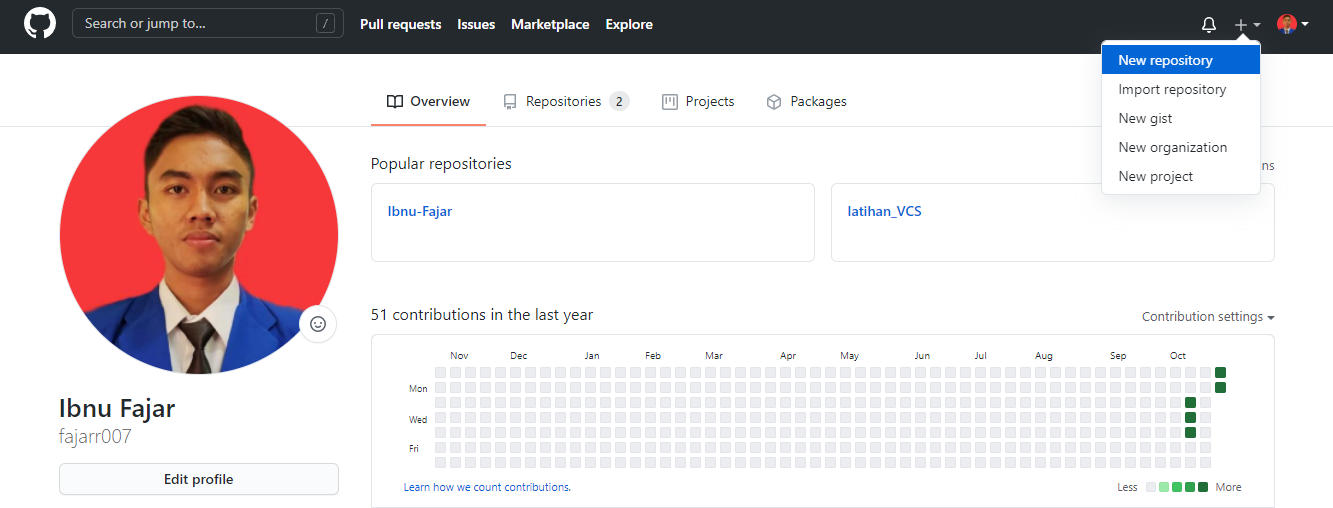 Search or jump to... /
Pull requests Issues Marketplace Explore
New repository
Import repository
New gist
New organization
New project
Overview Repositories 2 Projects Packages
Popular repositories
Ibnu-Fajar latihan_VCS
51 contributions in the last year
Contribution settings
Nov Dec Jan Feb Mar Apr May Jun Jul Aug Sep Oct
Mon
Wed
Fri
Learn how we count contributions.
Less More
Ibnu Fajar
fajarr007
Edit profile